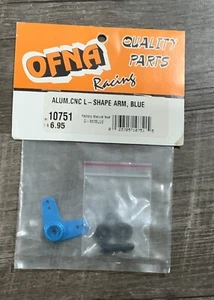 OFNA
QUALITY
PARTS
Racing
ALUM.CNC L-SHAPE ARM, BLUE
10751
6.95